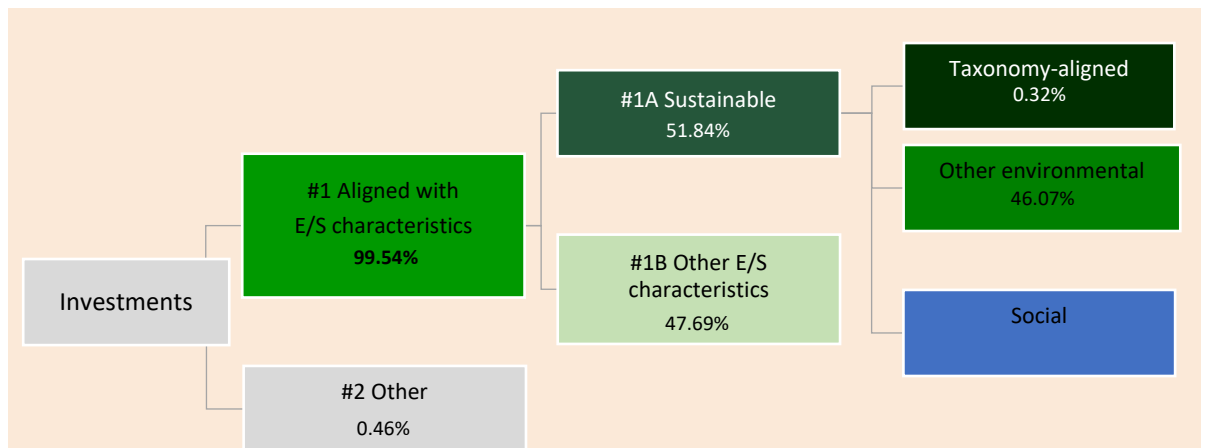 Investments
#1 Aligned with
E/S characteristics
99.54%
#2 Other
0.46%
#1A Sustainable
51.84%
#1B Other E/S
characteristics
47.69%
Taxonomy-aligned
0.32%
Other environmental
46.07%
Social